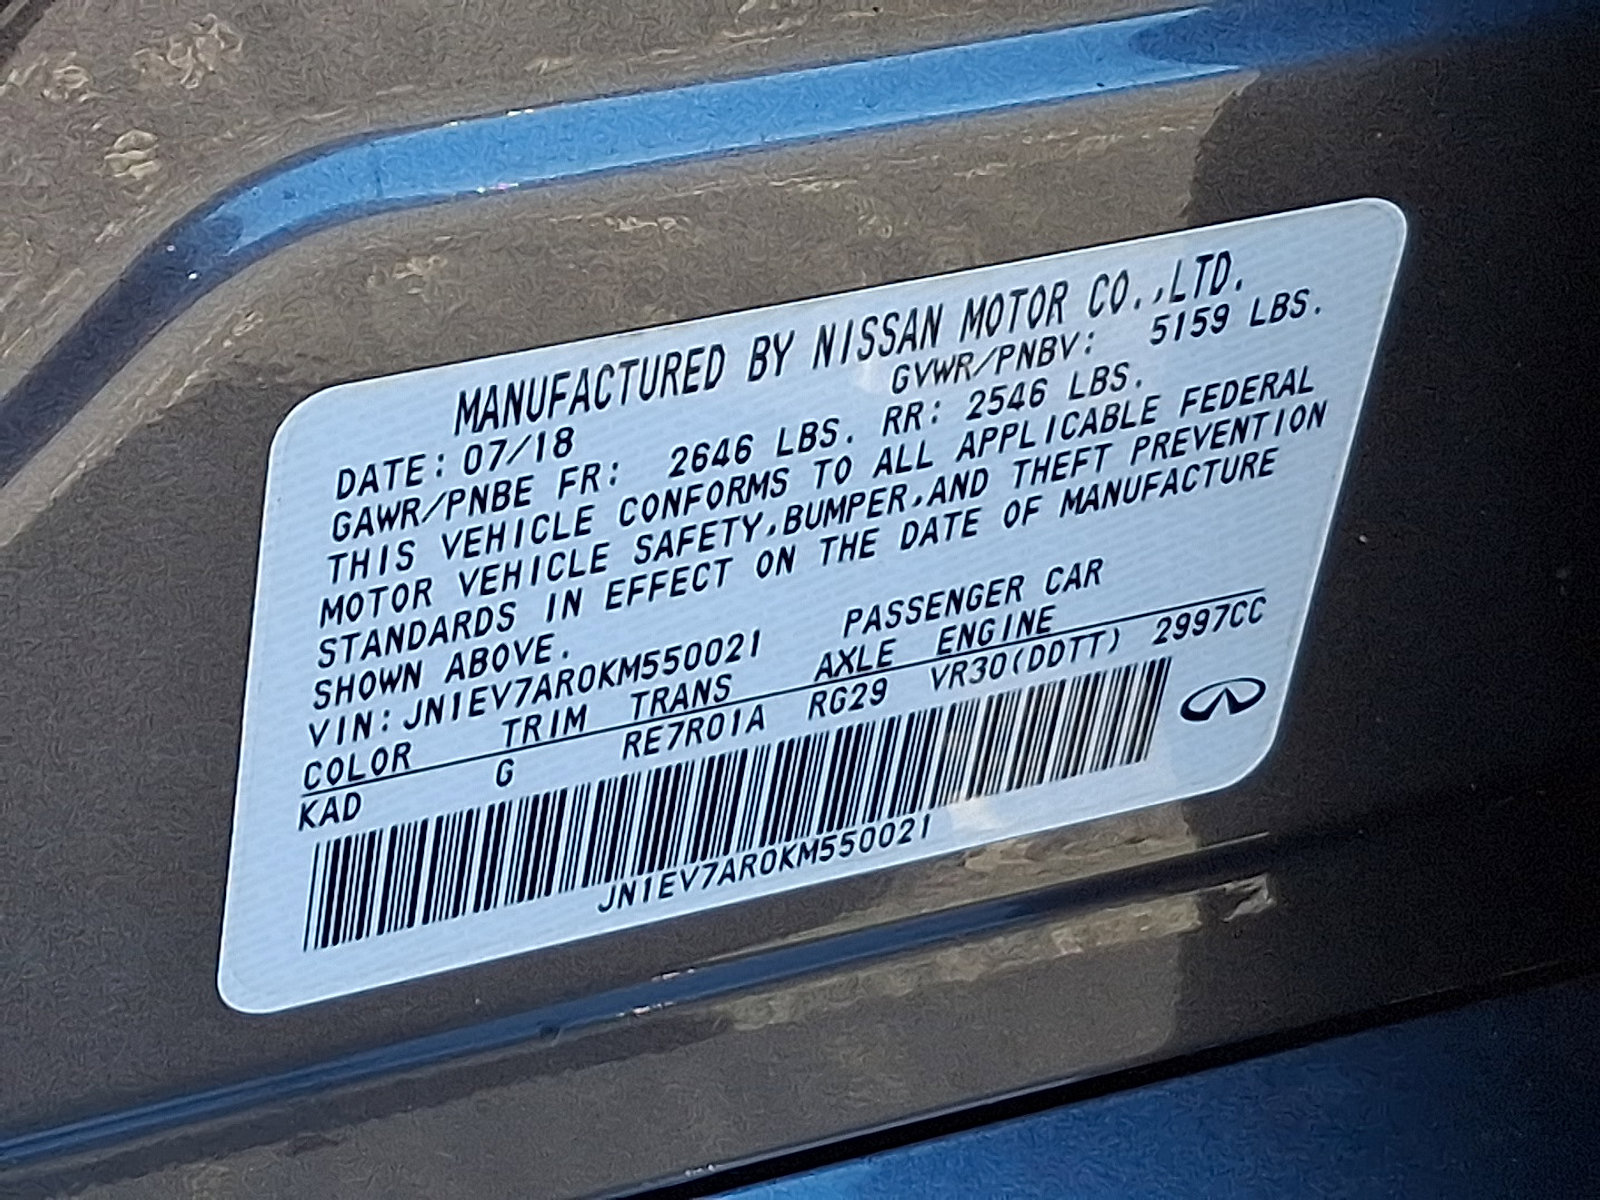 MANUFACTURED BY NISSAN MOTOR CO.,LTD.
DATE: 07/18 GVWR/PNBV: 5159 LBS.
GAWR/PNBE FR: 2646 LBS. RR: 2546 LBS.
THIS VEHICLE CONFORMS TO ALL APPLICABLE FEDERAL
MOTOR VEHICLE SAFETY,BUMPER,AND THEFT PREVENTION
STANDARDS IN EFFECT ON THE DATE OF MANUFACTURE
SHOWN ABOVE.
VIN: JN1EV7AR0KM550021 PASSENGER CAR
COLOR TRIM TRANS AXLE ENGINE
KAD G RE7R01A RG29 VR30(DDTT) 2997CC
JN1EV7AR0KM550021